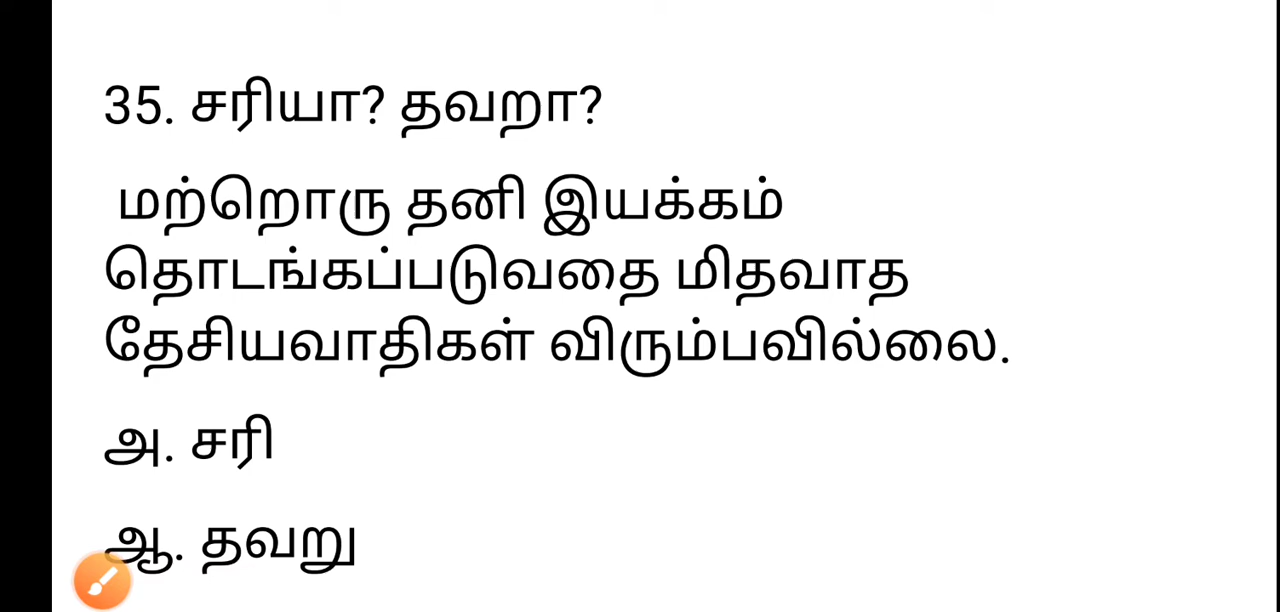 35. சரியா? தவறா?
மற்றொரு தனி இயக்கம்
தொடங்கப்படுவதை மிதவாத
தேசியவாதிகள் விரும்பவில்லை.
அ. சரி
ஆ. தவறு